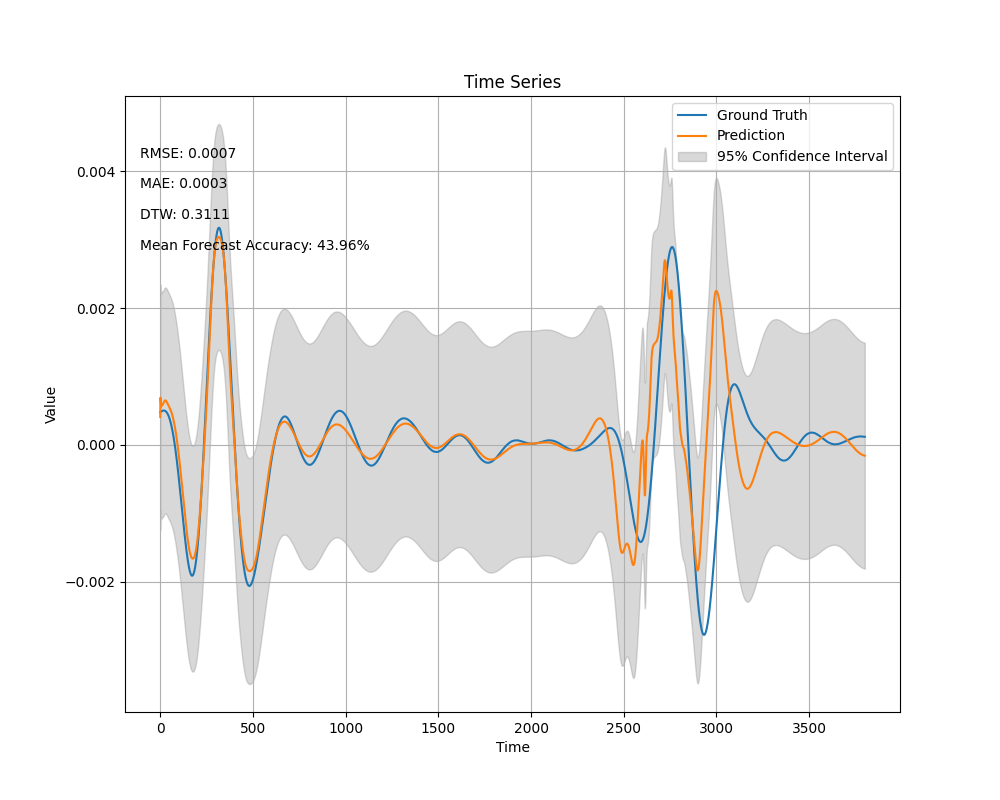 Time Series
Ground Truth
Prediction
95% Confidence Interval
RMSE: 0.0007
MAE: 0.0003
DTW: 0.3111
Mean Forecast Accuracy: 43.96%
0.004
0.002
0.000
−0.002
Value
0 500 1000 1500 2000 2500 3000 3500
Time